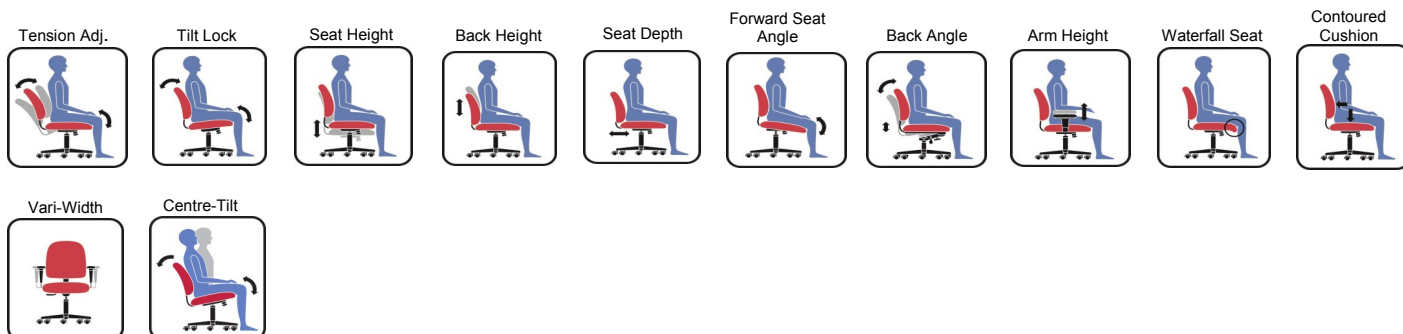 Tension Adj.
Tilt Lock
Seat Height
Back Height
Seat Depth
Forward Seat
Angle
Back Angle
Arm Height
Waterfall Seat
Contoured
Cushion
Vari-Width
Centre-Tilt